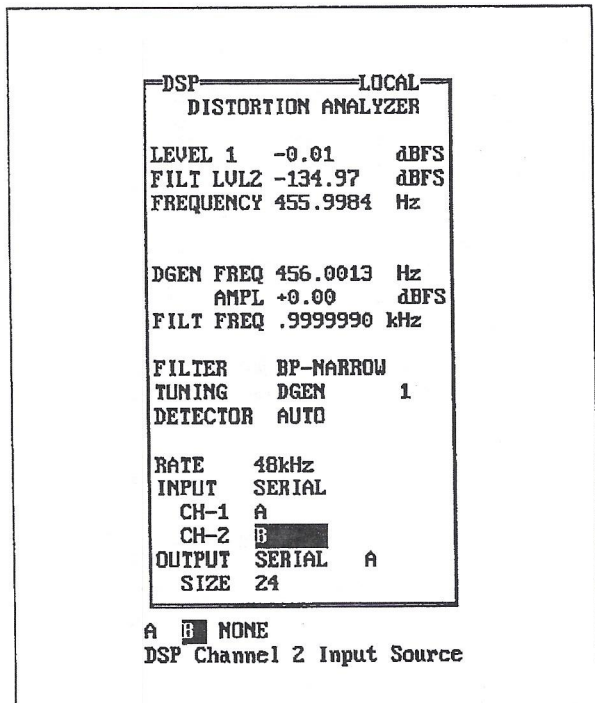 DSP LOCAL
DISTORTION ANALYZER
LEVEL 1 -0.01 dBFS
FILT LVL2 -134.97 dBFS
FREQUENCY 455.9984 Hz
DGEN FREQ 456.0013 Hz
AMPL +0.00 dBFS
FILT FREQ .9999990 kHz
FILTER BP-NARROW
TUNING DGEN 1
DETECTOR AUTO
RATE 48kHz
INPUT SERIAL
CH-1 A
CH-2 B
OUTPUT SERIAL A
SIZE 24
A B NONE
DSP Channel 2 Input Source